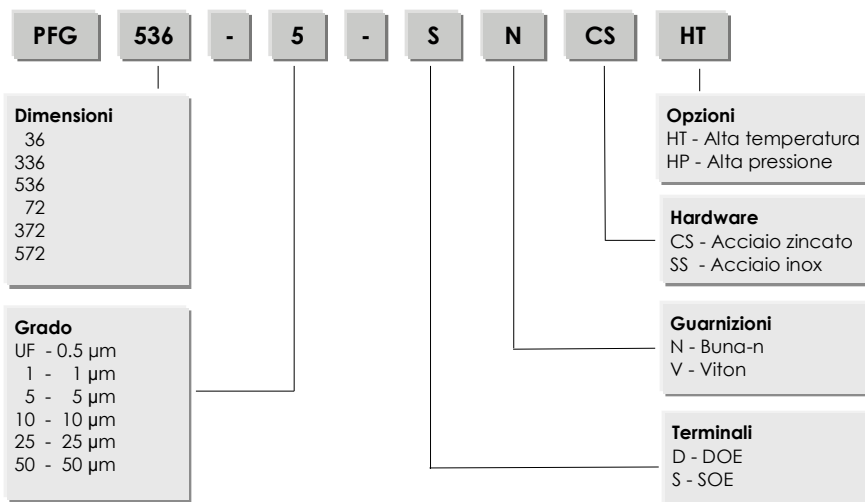 PFG 536 - 5 - S N CS HT
Dimensioni
36
336
536
72
372
572
Grado
UF - 0.5 µm
1 - 1 µm
5 - 5 µm
10 - 10 µm
25 - 25 µm
50 - 50 µm
Opzioni
HT - Alta temperatura
HP - Alta pressione
Hardware
CS - Acciaio zincato
SS - Acciaio inox
Guarnizioni
N - Buna-n
V - Viton
Terminali
D - DOE
S - SOE